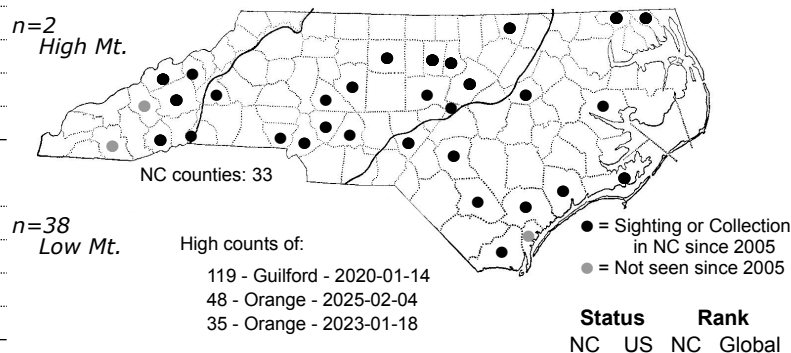 n=2
High Mt.
NC counties: 33
n=38
Low Mt.
High counts of:
119 - Guilford - 2020-01-14
48 - Orange - 2025-02-04
35 - Orange - 2023-01-18
= Sighting or Collection
in NC since 2005
= Not seen since 2005
Status Rank
NC US NC Global